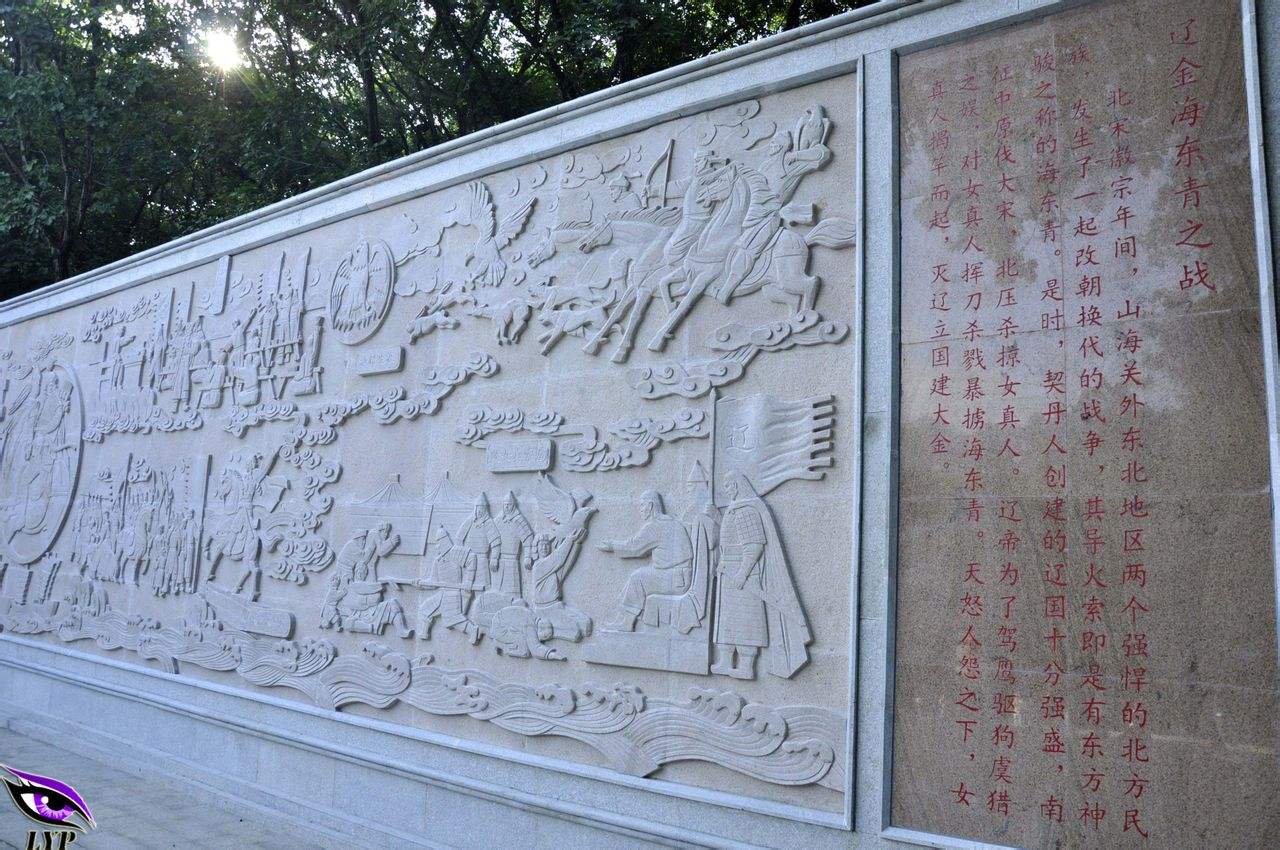 辽金海东青之战
北宋徽宗年间，山海关外东北地区两个强悍的北方民
族，发生了一起改朝换代的战争，其导火索即是有东方神
骏之称的海东青。是时，契丹人创建的辽国十分强盛，南
征中原伐大宋，北压杀掠女真人。辽帝为了驾鹰驱狗虞猎
之娱，对女真人挥刀杀戮暴掳海东青。天怒人怨之下，女
真人揭竿而起，灭辽立国建大金。
辽
LYP